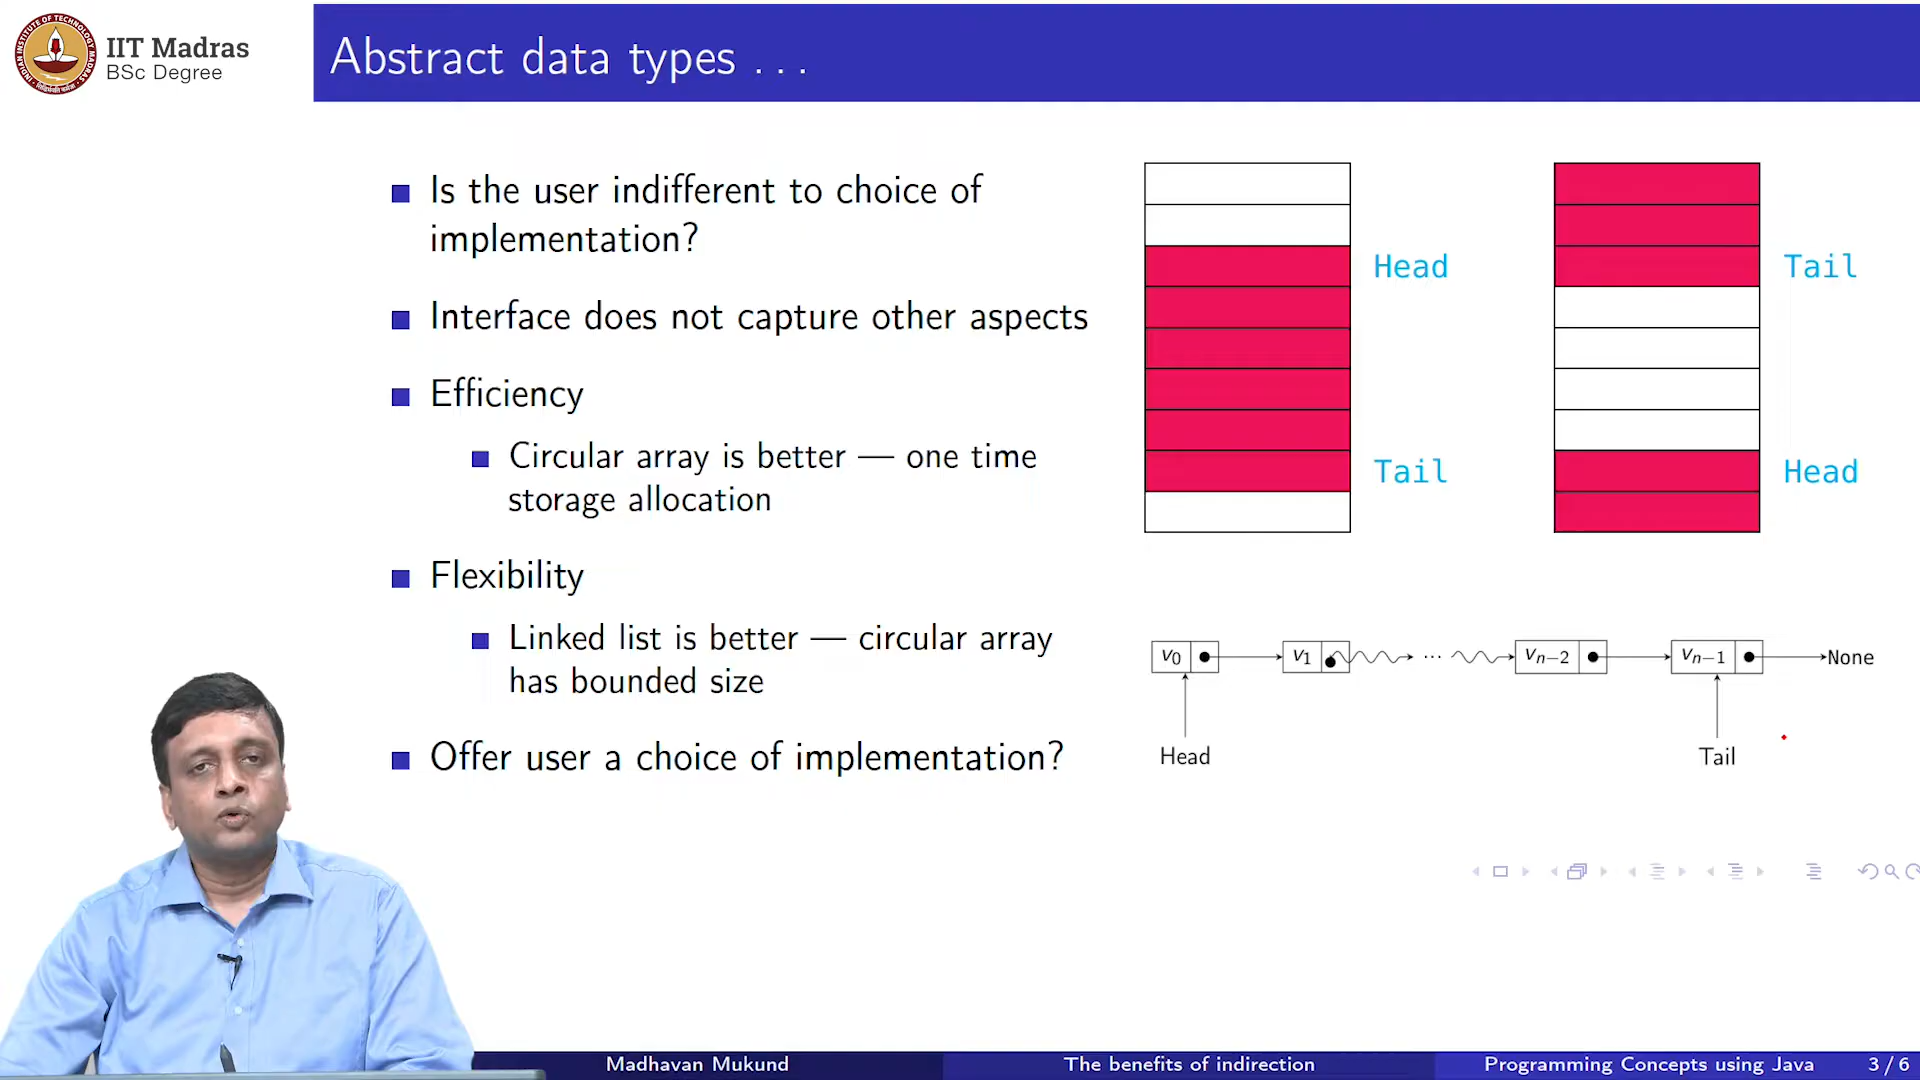 IIT Madras
BSc Degree
Abstract data types . . .
Is the user indifferent to choice of
implementation?
Interface does not capture other aspects
Efficiency
Circular array is better — one time
storage allocation
Flexibility
Linked list is better — circular array
has bounded size
Offer user a choice of implementation?
Head
Tail
Tail
Head
v0 v1 ··· vn−2 vn−1 None
Head Tail
Madhavan Mukund The benefits of indirection Programming Concepts using Java 3 / 6